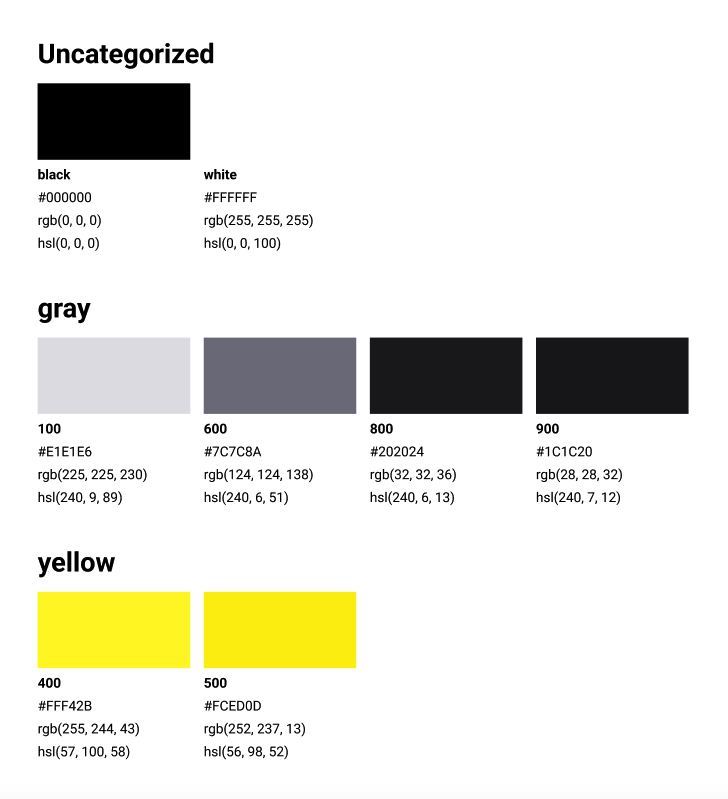 Uncategorized
black
#000000
rgb(0, 0, 0)
hsl(0, 0, 0)
white
#FFFFFF
rgb(255, 255, 255)
hsl(0, 0, 100)
gray
100
#E1E1E6
rgb(225, 225, 230)
hsl(240, 9, 89)
600
#7C7C8A
rgb(124, 124, 138)
hsl(240, 6, 51)
800
#202024
rgb(32, 32, 36)
hsl(240, 6, 13)
900
#1C1C20
rgb(28, 28, 32)
hsl(240, 7, 12)
yellow
400
#FFF42B
rgb(255, 244, 43)
hsl(57, 100, 58)
500
#FCED0D
rgb(252, 237, 13)
hsl(56, 98, 52)